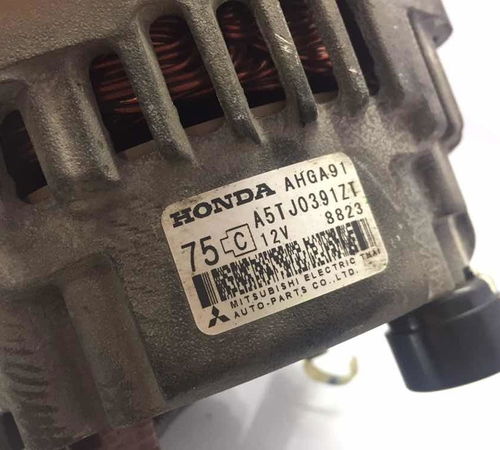 HONDA AHGA91
A5TJ0391ZT
75 C 12V 8823
MITSUBISHI ELECTRIC THAI
AUTO-PARTS CO., LTD.